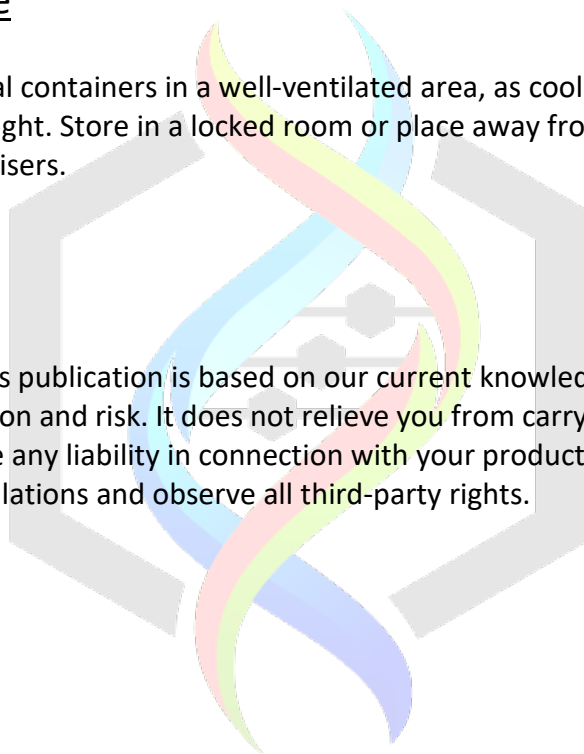 e
al containers in a well-ventilated area, as cool
ght. Store in a locked room or place away fro
isers.
s publication is based on our current knowled
on and risk. It does not relieve you from carry
e any liability in connection with your product
lations and observe all third-party rights.